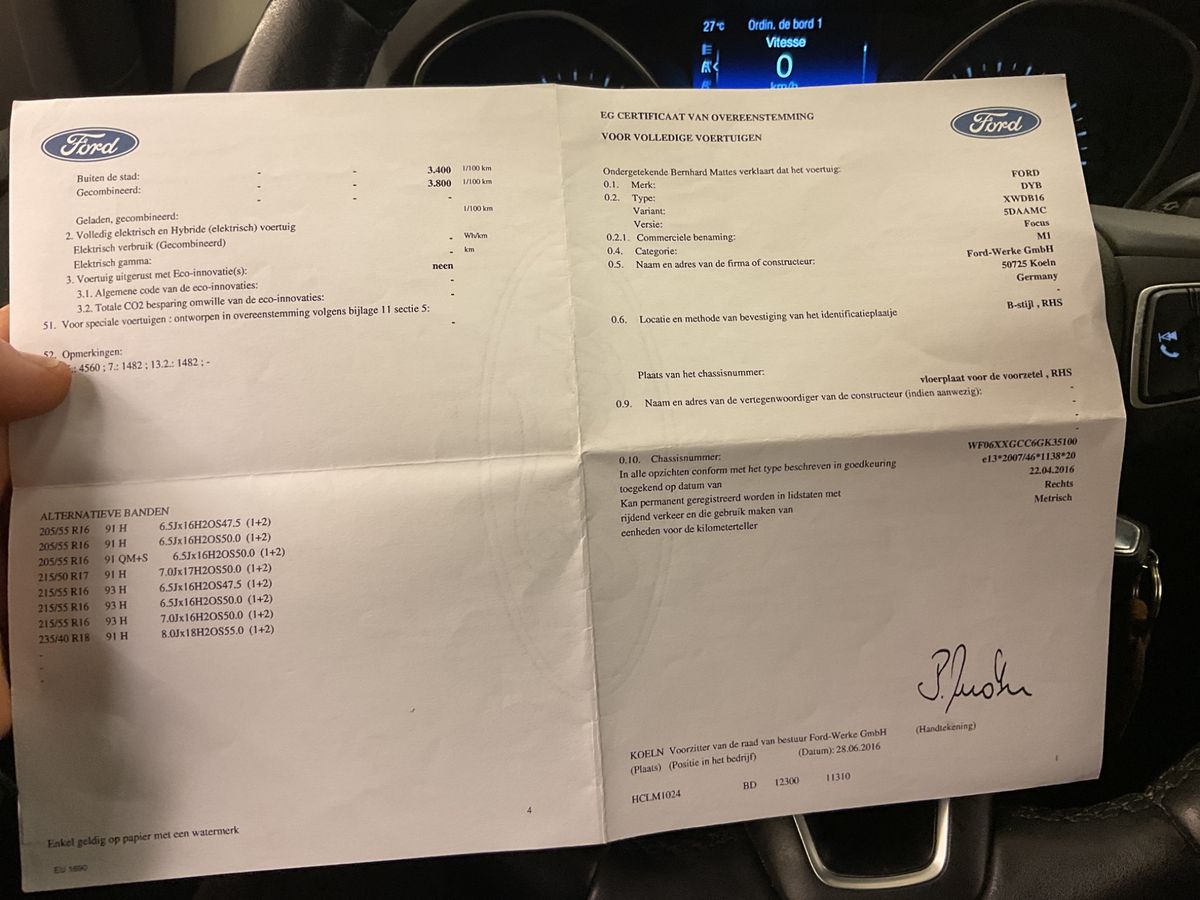 27°C Ordin. de bord 1
Vitesse
0
km/h
Ford
Buiten de stad: - - 3.400 l/100 km
Gecombineerd: - - 3.800 l/100 km
- - -
Geladen, gecombineerd: l/100 km
2. Volledig elektrisch en Hybride (elektrisch) voertuig
Elektrisch verbruik (Gecombineerd) - Wh/km
Elektrisch gamma: - km
3. Voertuig uitgerust met Eco-innovatie(s): neen
3.1. Algemene code van de eco-innovaties: -
3.2. Totale CO2 besparing omwille van de eco-innovaties: -
51. Voor speciale voertuigen : ontworpen in overeenstemming volgens bijlage 11 sectie 5:
-
52. Opmerkingen:
.: 4560 ; 7.: 1482 ; 13.2.: 1482 ; -
ALTERNATIEVE BANDEN
205/55 R16 91 H 6.5Jx16H2OS47.5 (1+2)
205/55 R16 91 H 6.5Jx16H2OS50.0 (1+2)
205/55 R16 91 QM+S 6.5Jx16H2OS50.0 (1+2)
215/50 R17 91 H 7.0Jx17H2OS50.0 (1+2)
215/55 R16 93 H 6.5Jx16H2OS47.5 (1+2)
215/55 R16 93 H 6.5Jx16H2OS50.0 (1+2)
215/55 R16 93 H 7.0Jx16H2OS50.0 (1+2)
235/40 R18 91 H 8.0Jx18H2OS55.0 (1+2)
-
-
-
4
Enkel geldig op papier met een watermerk
EU 1690
EG CERTIFICAAT VAN OVEREENSTEMMING
VOOR VOLLEDIGE VOERTUIGEN
Ford
Ondergetekende Bernhard Mattes verklaart dat het voertuig:
0.1. Merk: FORD
0.2. Type: DYB
Variant: XWDB16
Versie: 5DAAMC
0.2.1. Commerciele benaming: Focus
0.4. Categorie: M1
0.5. Naam en adres van de firma of constructeur: Ford-Werke GmbH
50725 Koeln
Germany
-
0.6. Locatie en methode van bevestiging van het identificatieplaatje B-stijl , RHS
Plaats van het chassisnummer: vloerplaat voor de voorzetel , RHS
0.9. Naam en adres van de vertegenwoordiger van de constructeur (indien aanwezig): -
-
-
0.10. Chassisnummer: WF06XXGCC6GK35100
In alle opzichten conform met het type beschreven in goedkeuring e13*2007/46*1138*20
toegekend op datum van 22.04.2016
Kan permanent geregistreerd worden in lidstaten met Rechts
rijdend verkeer en die gebruik maken van Metrisch
eenheden voor de kilometerteller
KOELN Voorzitter van de raad van bestuur Ford-Werke GmbH (Handtekening)
(Plaats) (Positie in het bedrijf) (Datum): 28.06.2016
HCLM1024 BD 12300 11310
1